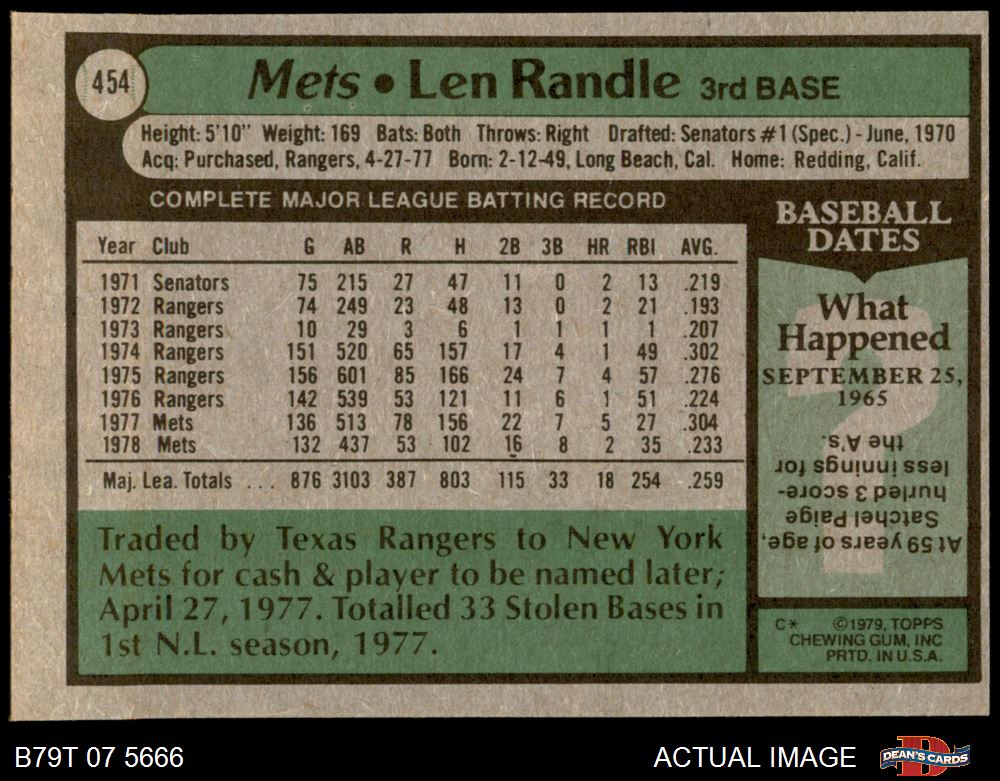 454
Mets • Len Randle 3rd BASE
Height: 5'10" Weight: 169 Bats: Both Throws: Right Drafted: Senators #1 (Spec.) - June, 1970
Acq: Purchased, Rangers, 4-27-77 Born: 2-12-49, Long Beach, Cal. Home: Redding, Calif.
COMPLETE MAJOR LEAGUE BATTING RECORD
Year Club G AB R H 2B 3B HR RBI AVG.
1971 Senators 75 215 27 47 11 0 2 13 .219
1972 Rangers 74 249 23 48 13 0 2 21 .193
1973 Rangers 10 29 3 6 1 1 1 1 .207
1974 Rangers 151 520 65 157 17 4 1 49 .302
1975 Rangers 156 601 85 166 24 7 4 57 .276
1976 Rangers 142 539 53 121 11 6 1 51 .224
1977 Mets 136 513 78 156 22 7 5 27 .304
1978 Mets 132 437 53 102 16 8 2 35 .233
Maj. Lea. Totals ... 876 3103 387 803 115 33 18 254 .259
Traded by Texas Rangers to New York
Mets for cash & player to be named later;
April 27, 1977. Totalled 33 Stolen Bases in
1st N.L. season, 1977.
BASEBALL
DATES
What
Happened
SEPTEMBER 25,
1965
?
At 59 years of age,
Satchel Paige
hurled 3 score-
less innings for
the A's.
C* ©1979, TOPPS
CHEWING GUM, INC
PRTD. IN U.S.A.
B79T 07 5666
ACTUAL IMAGE
D
DEAN'S CARDS